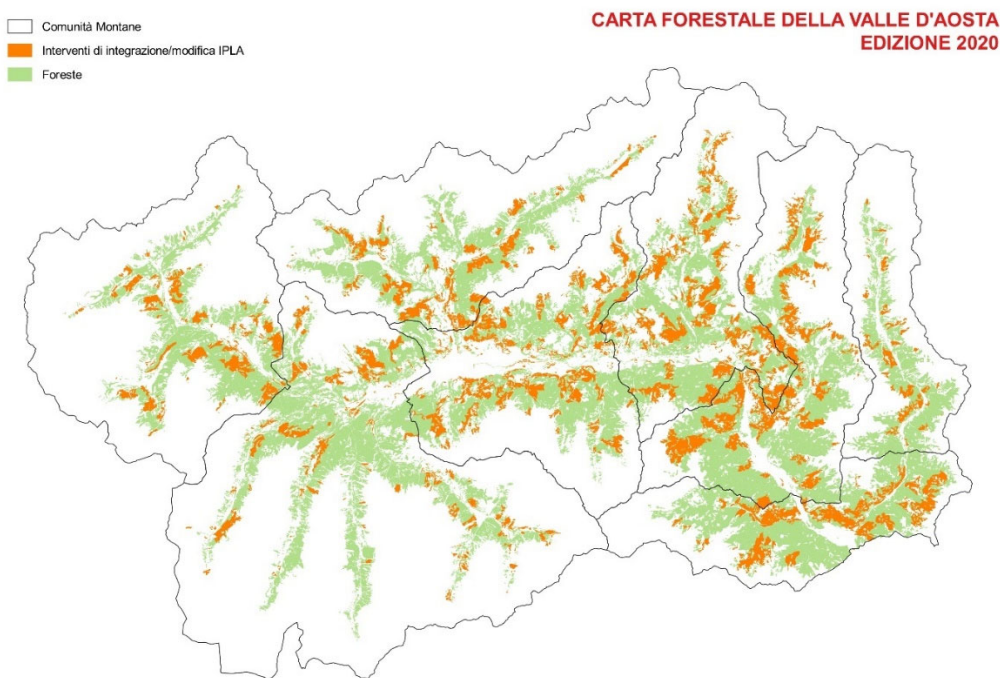 CARTA FORESTALE DELLA VALLE D'AOSTA
EDIZIONE 2020
Comunità Montane
Interventi di integrazione/modifica IPLA
Foreste